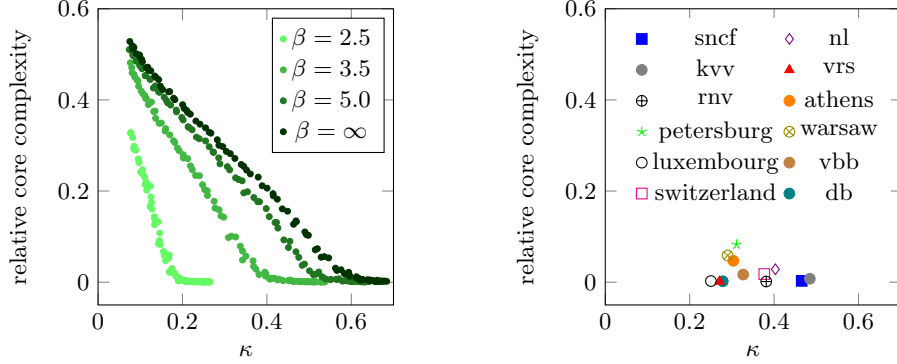 relative core complexity
0.6
0.4
0.2
0
0
0.2
0.4
0.6
κ
β = 2.5
β = 3.5
β = 5.0
β = ∞
relative core complexity
0.6
0.4
0.2
0
0
0.2
0.4
0.6
κ
sncf nl
kvv vrs
rnv athens
petersburg warsaw
luxembourg vbb
switzerland db